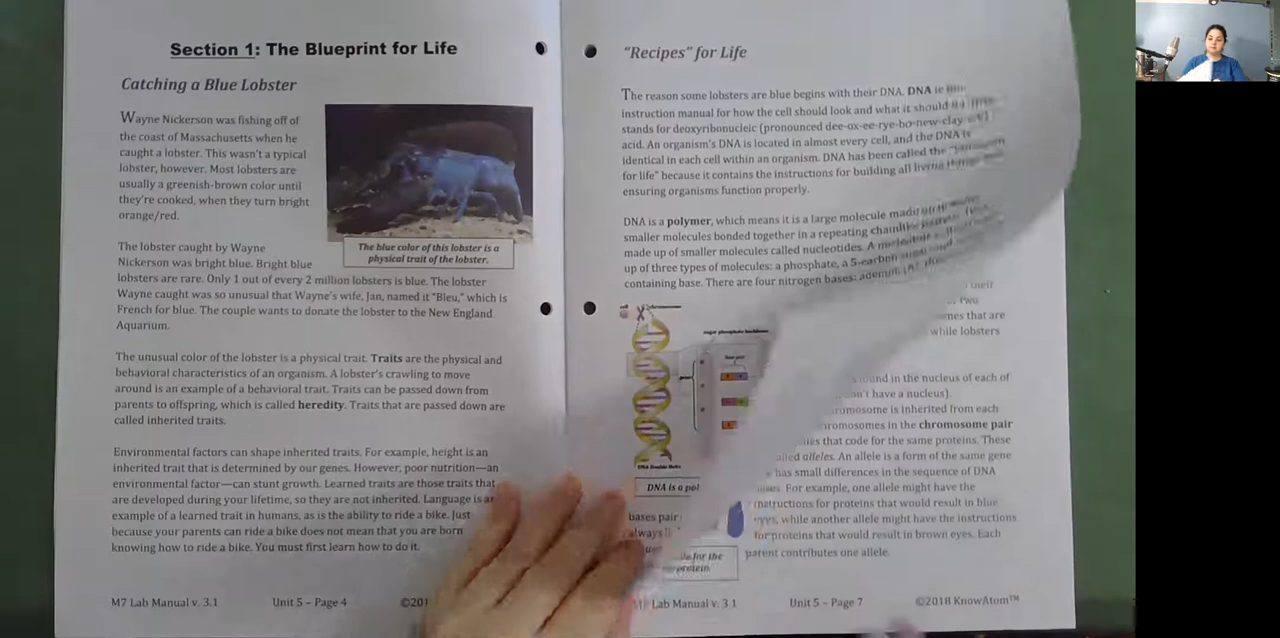 Section 1: The Blueprint for Life
Catching a Blue Lobster
Wayne Nickerson was fishing off of
the coast of Massachusetts when he
caught a lobster. This wasn't a typical
lobster, however. Most lobsters are
usually a greenish-brown color until
they're cooked, when they turn bright
orange/red.
The blue color of this lobster is a
physical trait of the lobster.
The lobster caught by Wayne
Nickerson was bright blue. Bright blue
lobsters are rare. Only 1 out of every 2 million lobsters is blue. The lobster
Wayne caught was so unusual that Wayne's wife, Jan, named it "Bleu," which is
French for blue. The couple wants to donate the lobster to the New England
Aquarium.
The unusual color of the lobster is a physical trait. Traits are the physical and
behavioral characteristics of an organism. A lobster's crawling to move
around is an example of a behavioral trait. Traits can be passed down from
parents to offspring, which is called heredity. Traits that are passed down are
called inherited traits.
Environmental factors can shape inherited traits. For example, height is an
inherited trait that is determined by our genes. However, poor nutrition—an
environmental factor—can stunt growth. Learned traits are those traits that
are developed during your lifetime, so they are not inherited. Language is an
example of a learned trait in humans, as is the ability to ride a bike. Just
because your parents can ride a bike does not mean that you are born
knowing how to ride a bike. You must first learn how to do it.
M7 Lab Manual v. 3.1 Unit 5 – Page 4
"Recipes" for Life
The reason some lobsters are blue begins with their DNA. DNA is
instruction manual for how the cell should look and what it should
stands for deoxyribonucleic (pronounced dee-ox-ee-rye-bo-new-clay
acid. An organism's DNA is located in almost every cell, and the DNA is
identical in each cell within an organism. DNA has been called the
for life" because it contains the instructions for building all living things
ensuring organisms function properly.
DNA is a polymer, which means it is a large molecule made
smaller molecules bonded together in a repeating chainlike
made up of smaller molecules called nucleotides. A
up of three types of molecules: a phosphate, a 5-carbon
containing base. There are four nitrogen bases:
their
two
that are
while lobsters
chromosome
sugar phosphate backbone
DNA Double Helix
DNA is a
bases pair
always
for the
protein
found in the nucleus of each of
have a nucleus).
is inherited from each
in the chromosome pair
that code for the same proteins. These
alleles. An allele is a form of the same gene
has small differences in the sequence of DNA
For example, one allele might have the
instructions for proteins that would result in blue
eyes, while another allele might have the instructions
for proteins that would result in brown eyes. Each
parent contributes one allele.
Lab Manual v. 3.1 Unit 5 – Page 7 ©2018 KnowAtom™